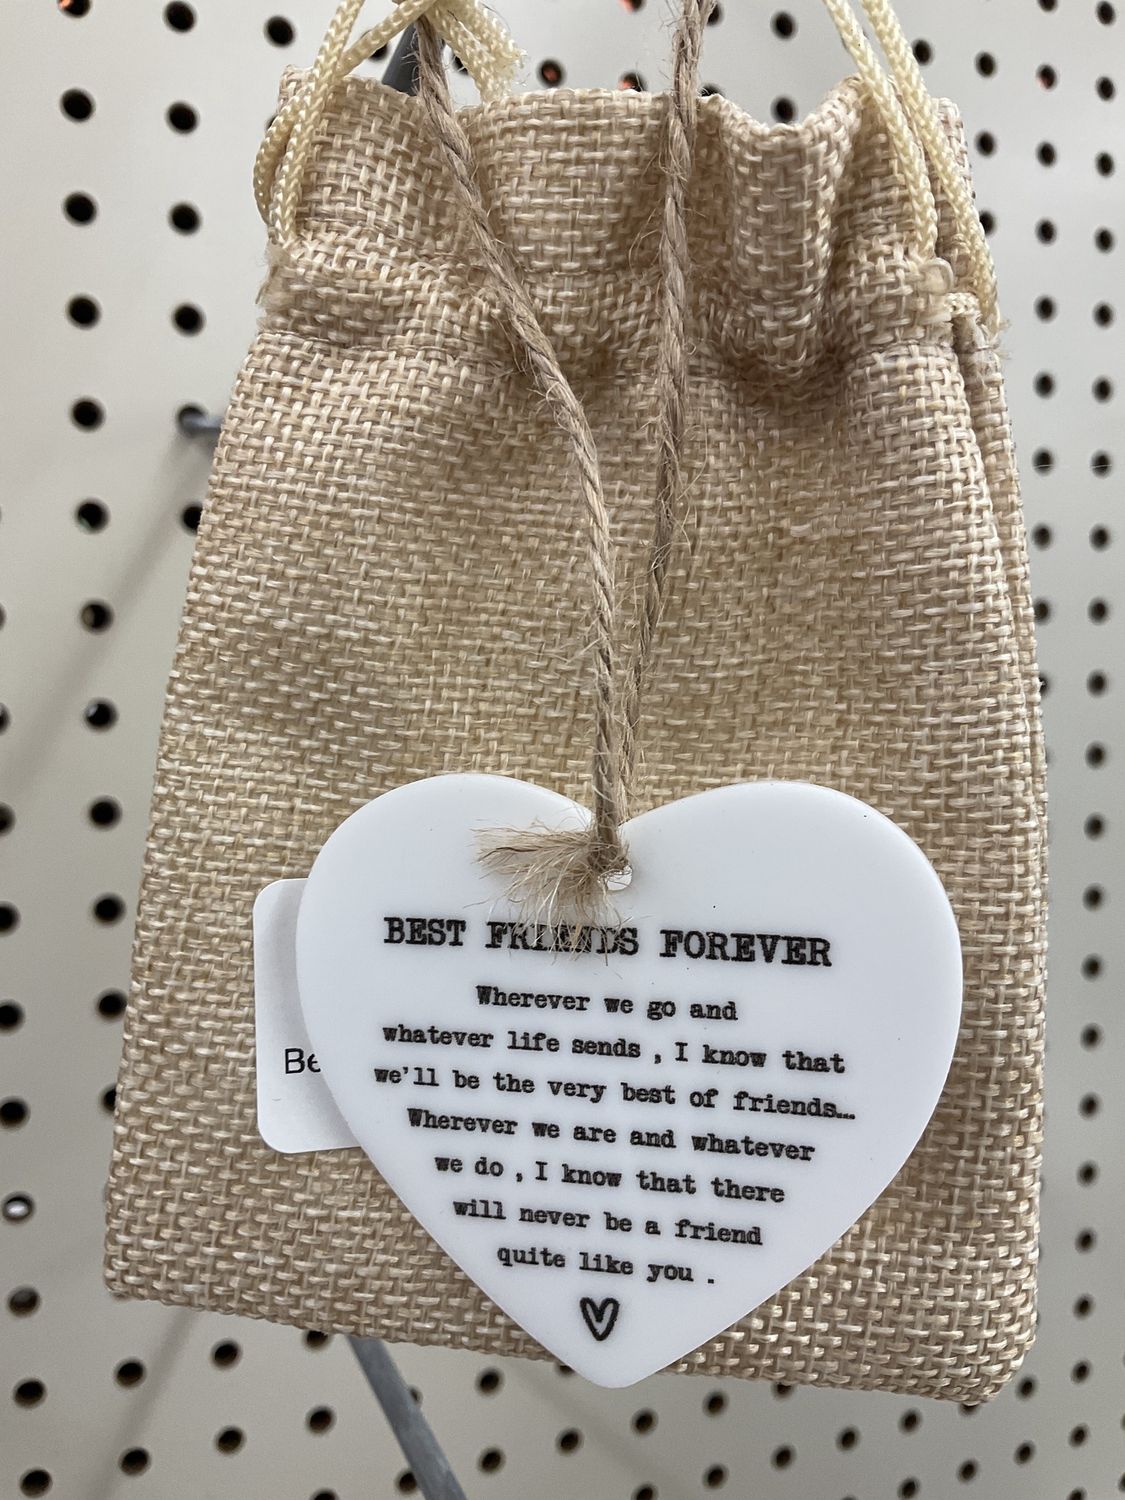 BEST FRIENDS FOREVER
Wherever we go and
whatever life sends , I know that
we'll be the very best of friends...
Wherever we are and whatever
we do , I know that there
will never be a friend
quite like you .